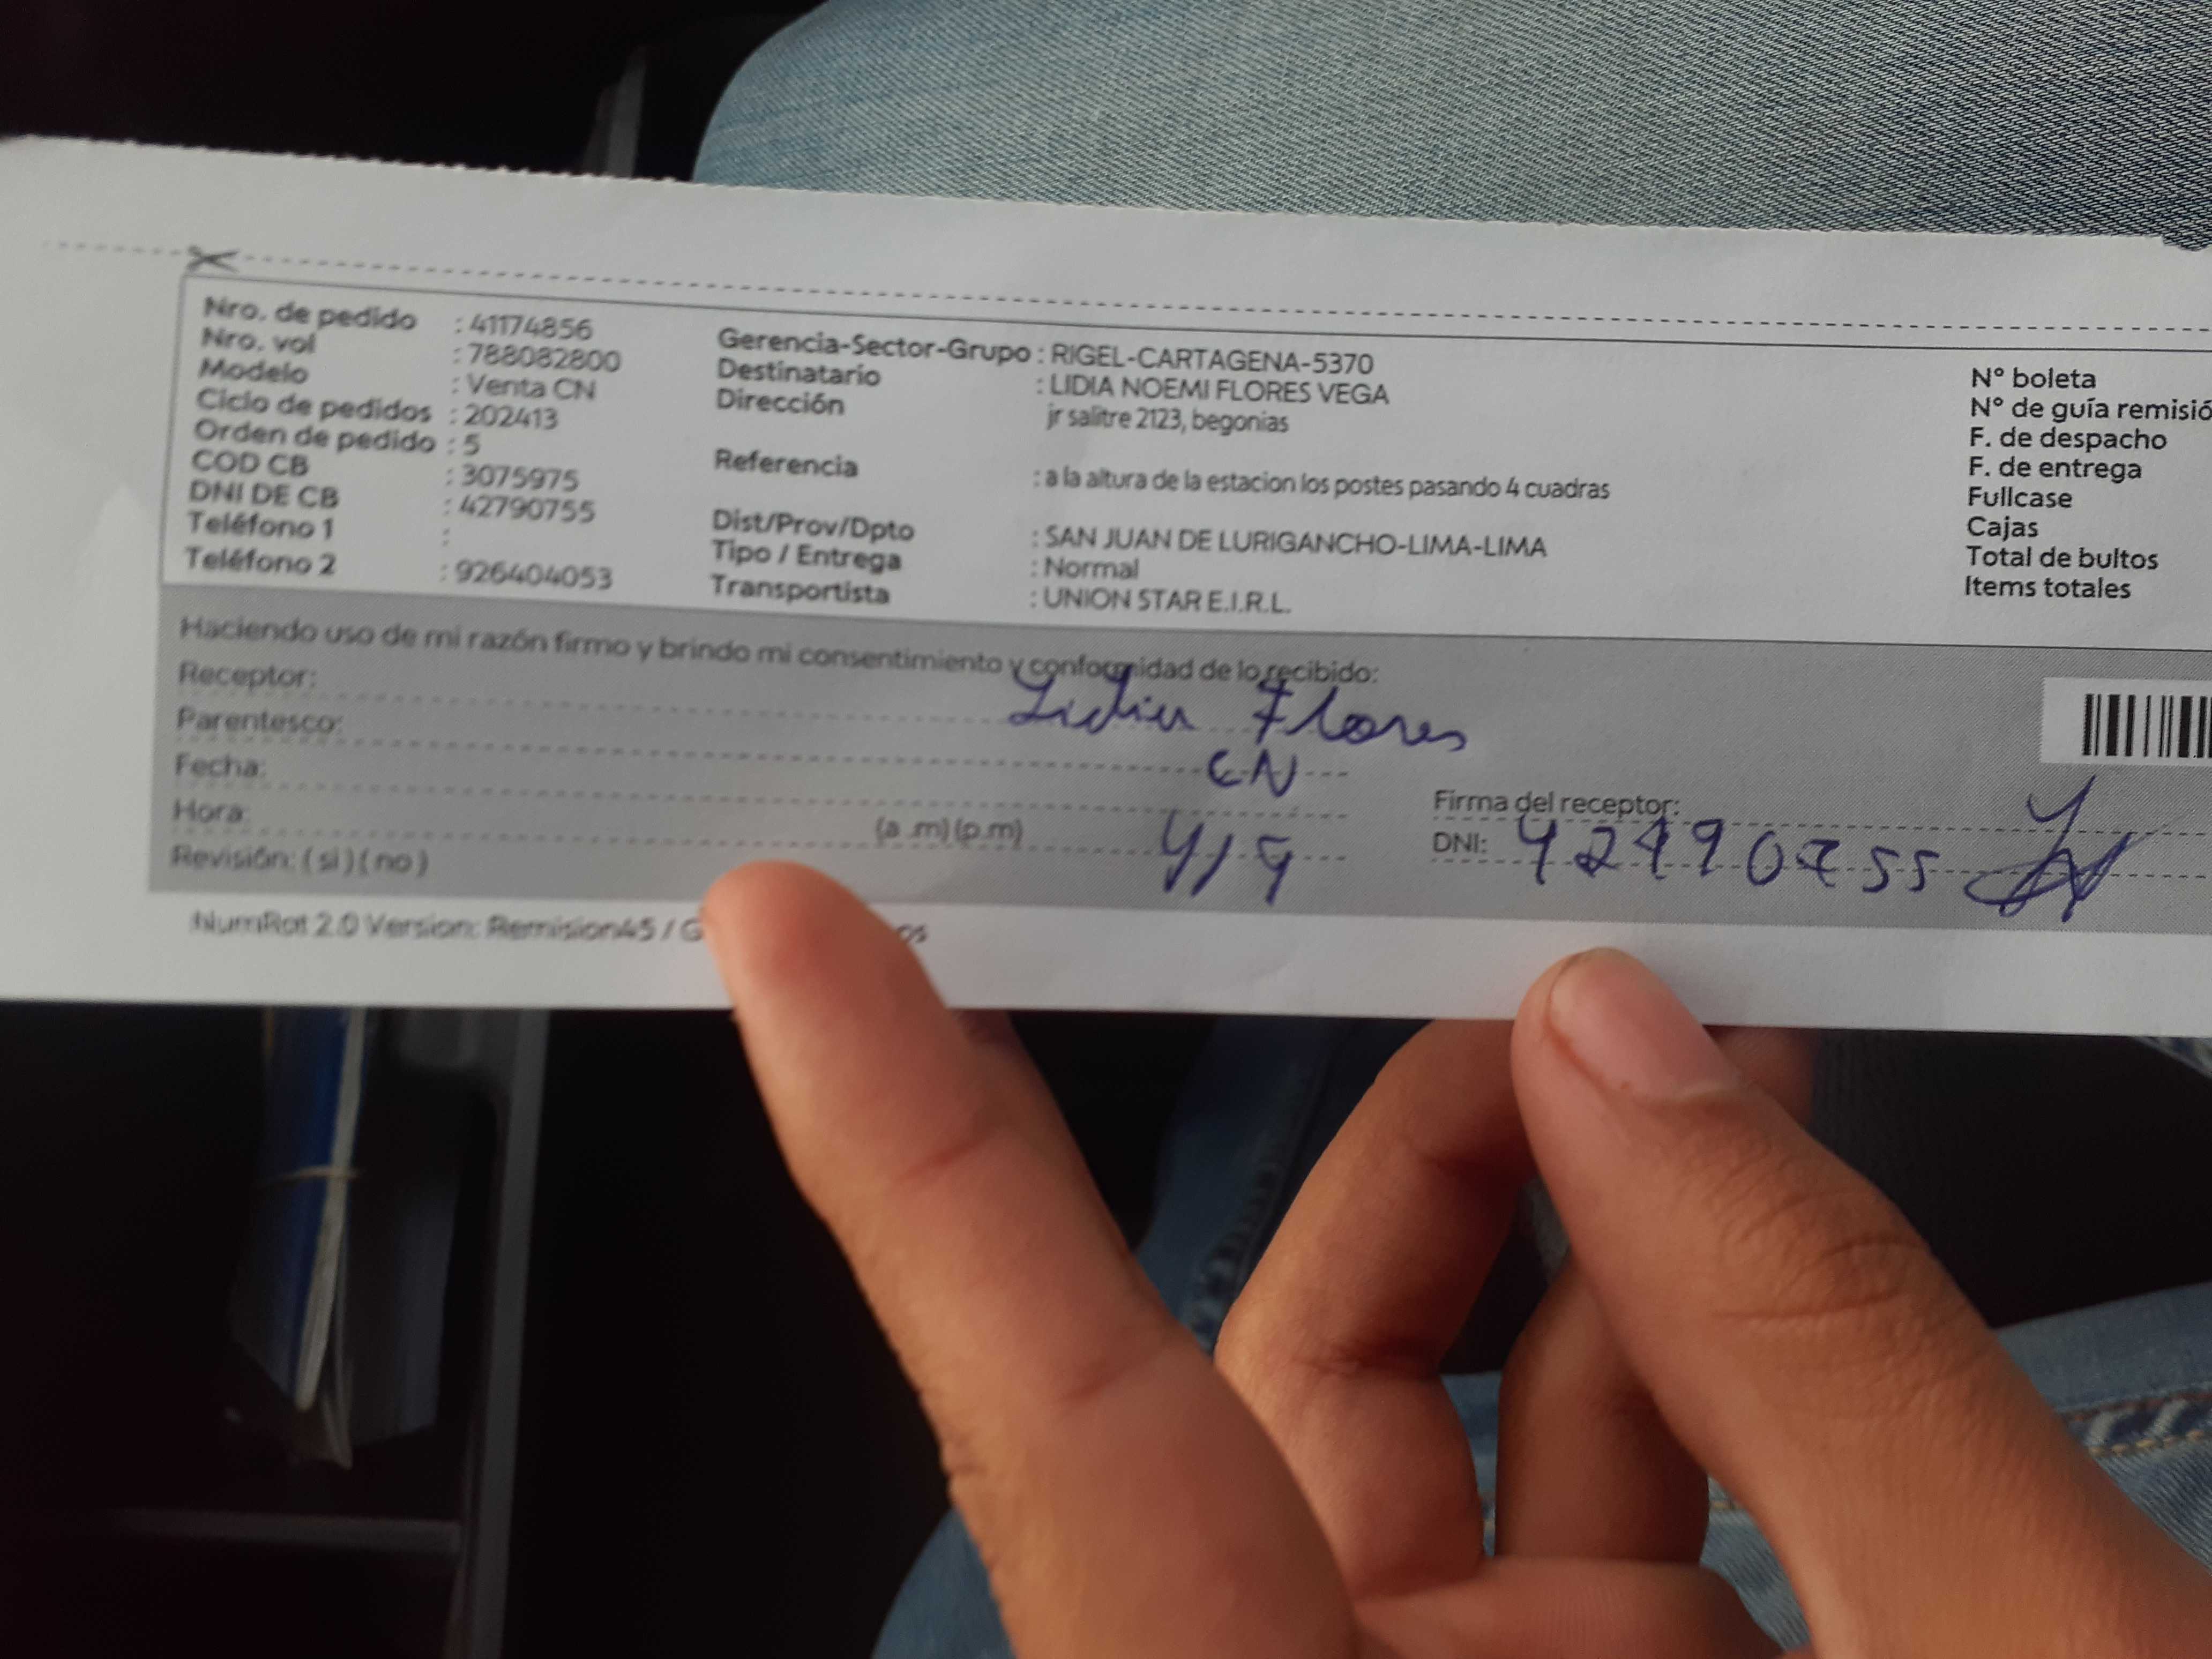 Nro. de pedido : 41174856
Nro. vol : 788082800
Modelo : Venta CN
Ciclo de pedidos : 202413
Orden de pedido : 5
COD CB : 3075975
DNI DE CB : 42790755
Teléfono 1 :
Teléfono 2 : 926404053
Gerencia-Sector-Grupo : RIGEL-CARTAGENA-5370
Destinatario : LIDIA NOEMI FLORES VEGA
Dirección jr salitre 2123, begonias
Referencia : a la altura de la estacion los postes pasando 4 cuadras
Dist/Prov/Dpto : SAN JUAN DE LURIGANCHO-LIMA-LIMA
Tipo / Entrega : Normal
Transportista : UNION STAR E.I.R.L.
N° boleta
N° de guía remisió
F. de despacho
F. de entrega
Fullcase
Cajas
Total de bultos
Items totales
Haciendo uso de mi razón firmo y brindo mi consentimiento y conformidad de lo recibido:
Receptor: Lidia Flores
Parentesco: CN
Fecha: 4/9
Hora: (a .m) (p.m)
Revisión: ( si ) ( no )
Firma del receptor:
DNI: 42790755
NumRot 2.0 Version: Remision45 / G